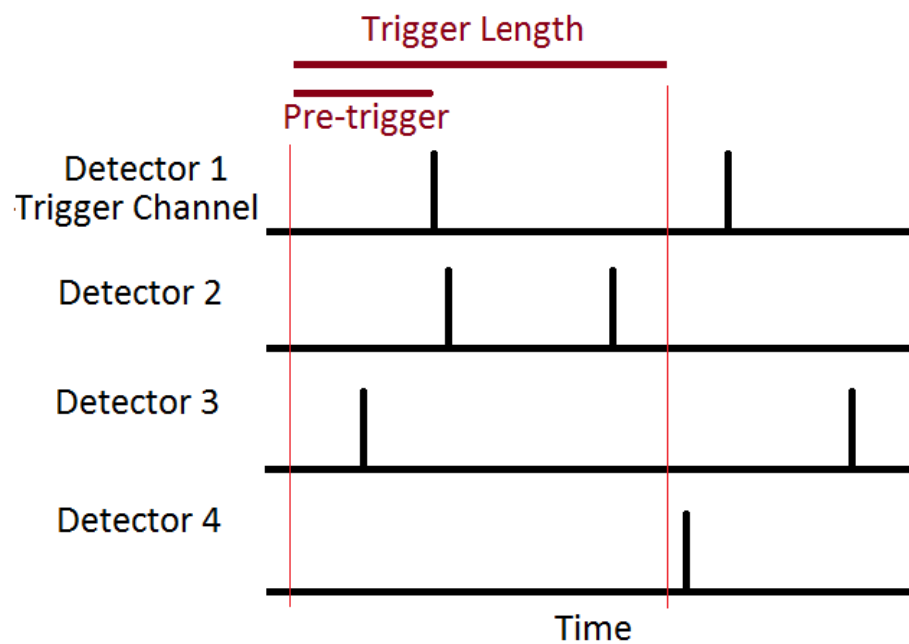 Trigger Length
Pre-trigger
Detector 1
Trigger Channel
Detector 2
Detector 3
Detector 4
Time